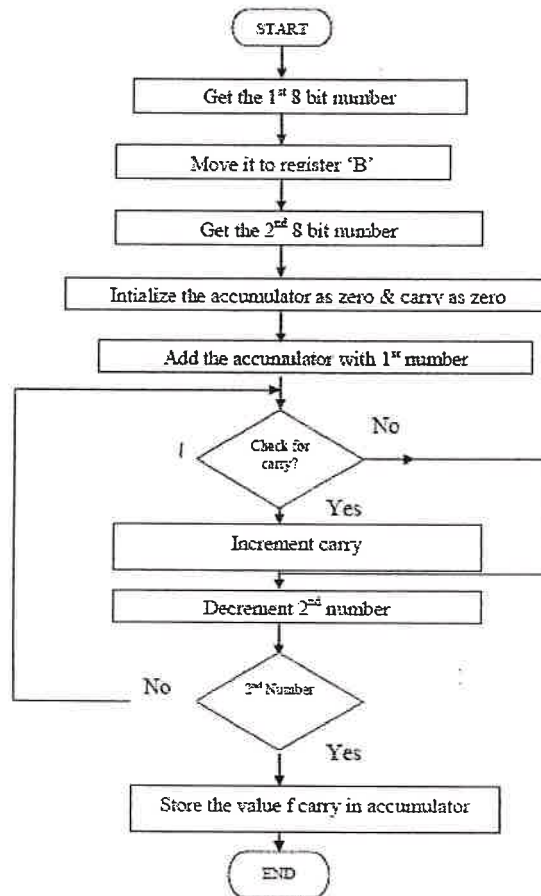 START
Get the 1st 8 bit number
Move it to register 'B'
Get the 2nd 8 bit number
Intialize the accumulator as zero & carry as zero
Add the accumulator with 1st number
Check for
carry?
No
Yes
Increment carry
Decrement 2nd number
2nd Number
No
Yes
Store the value f carry in accumulator
END